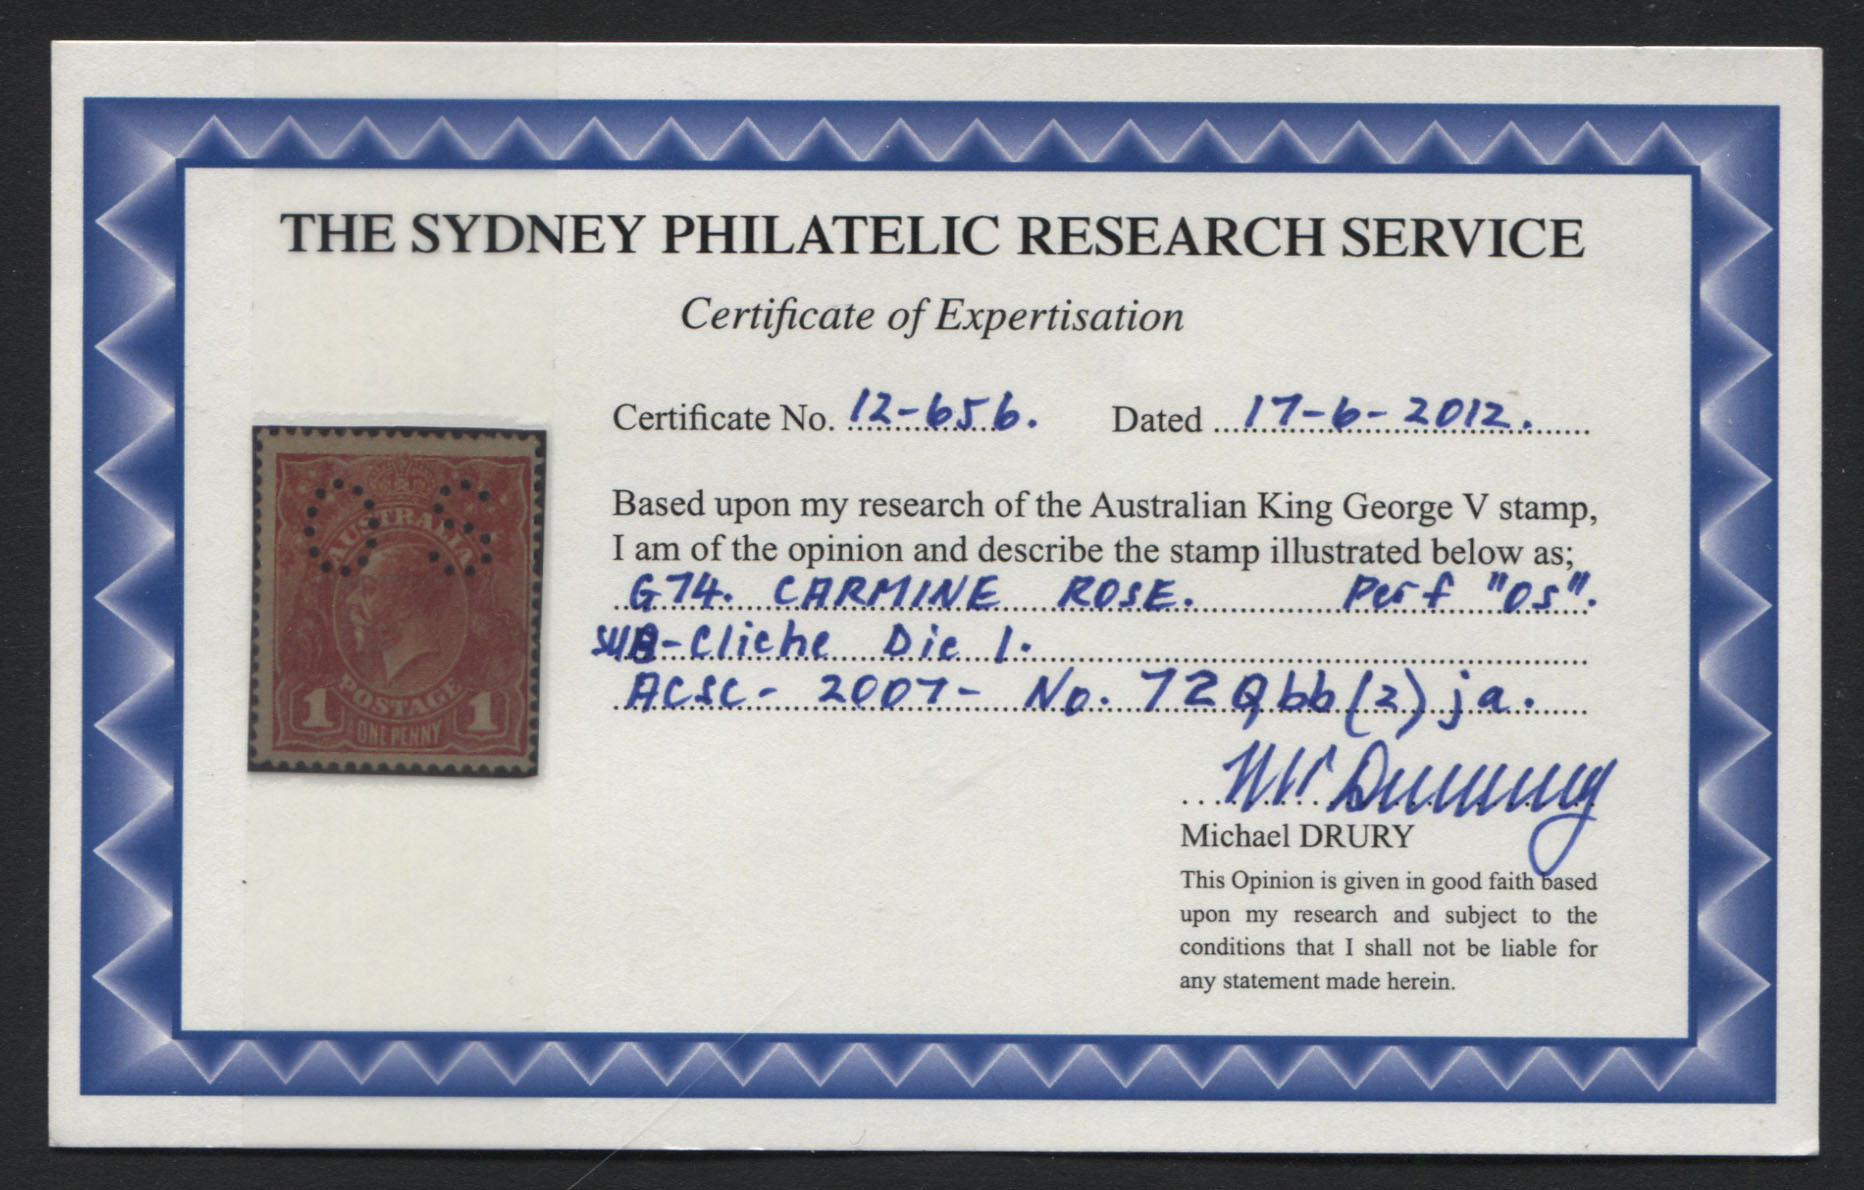 THE SYDNEY PHILATELIC RESEARCH SERVICE
Certificate of Expertisation
Certificate No. 12-656. Dated 17-6-2012.
Based upon my research of the Australian King George V stamp,
I am of the opinion and describe the stamp illustrated below as;
G74. CARMINE ROSE. Perf "OS".
SUB-Cliche Die 1.
ACSC- 2007- No. 72Qbb(2)ja.
Michael DRURY
This Opinion is given in good faith based
upon my research and subject to the
conditions that I shall not be liable for
any statement made herein.
OS
AUSTRALIA
POSTAGE
1 1
ONE PENNY